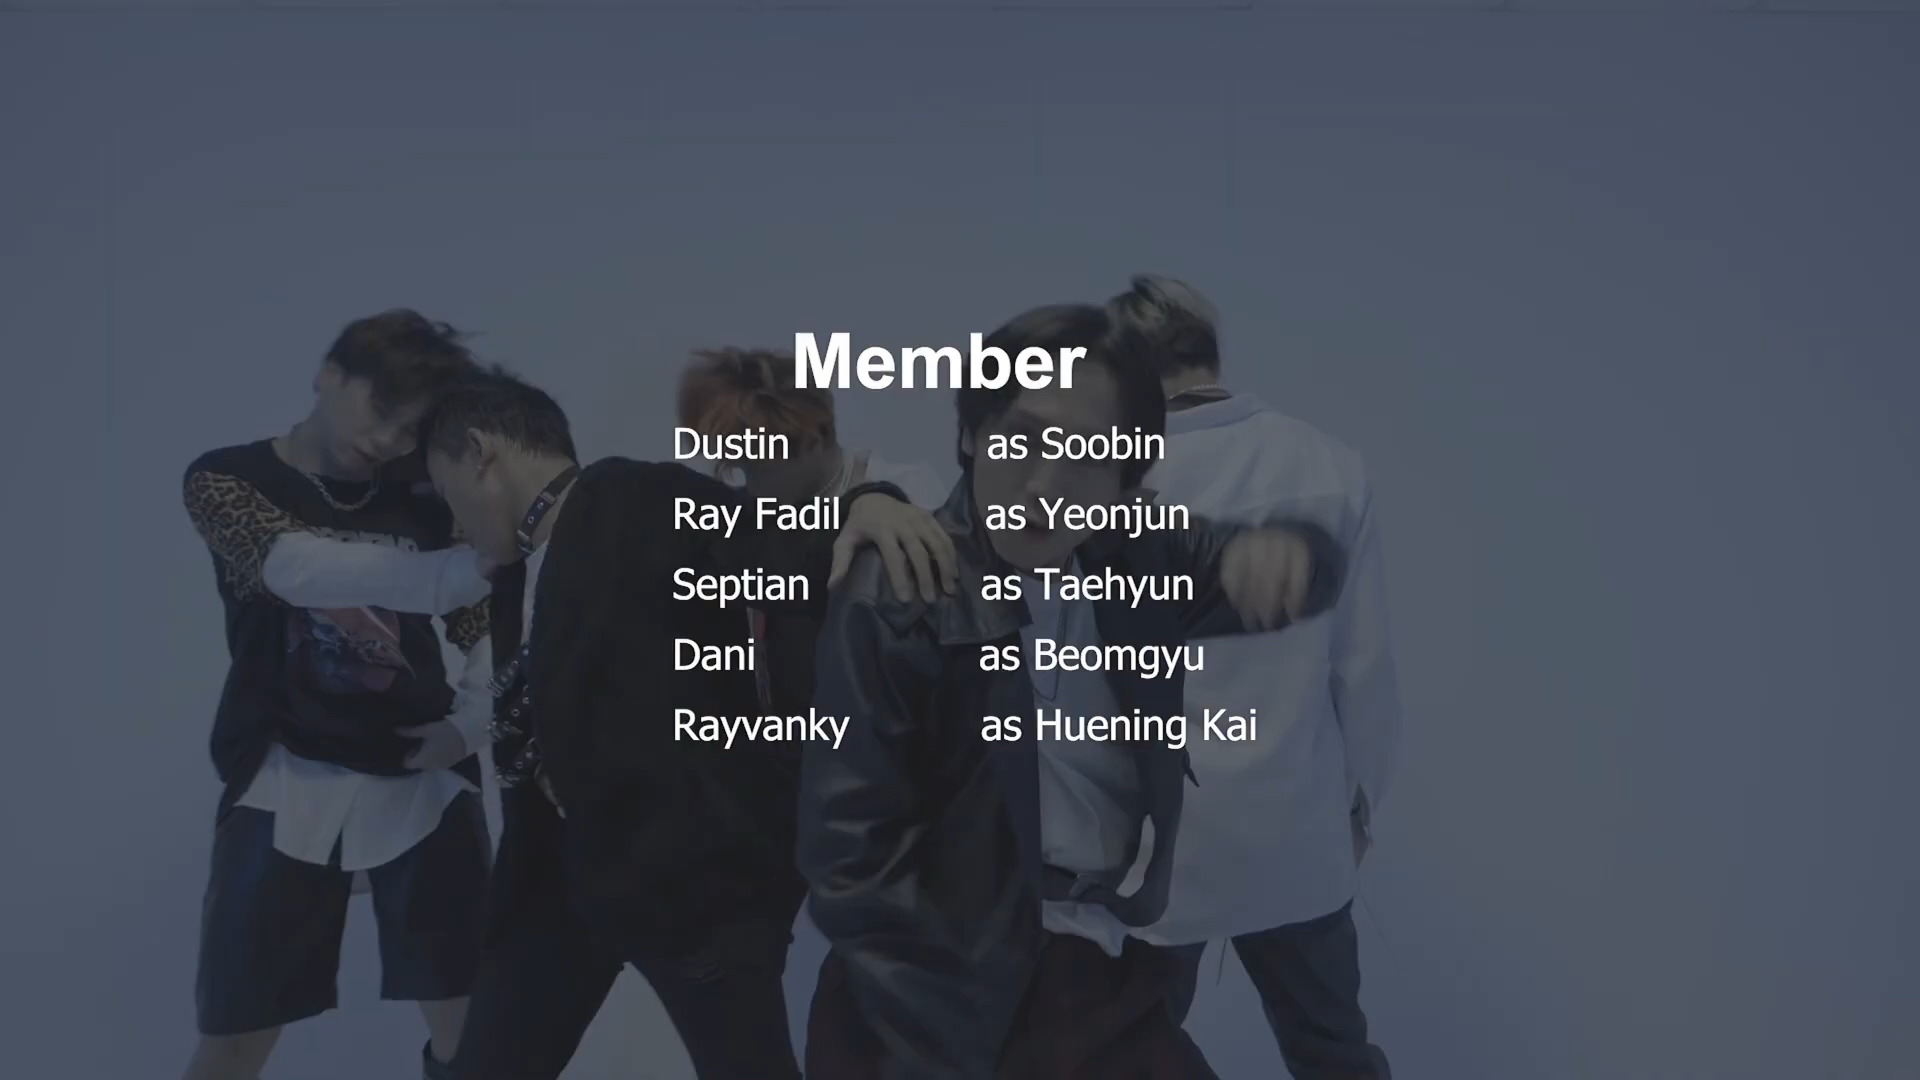 Member
Dustin as Soobin
Ray Fadil as Yeonjun
Septian as Taehyun
Dani as Beomgyu
Rayvanky as Huening Kai